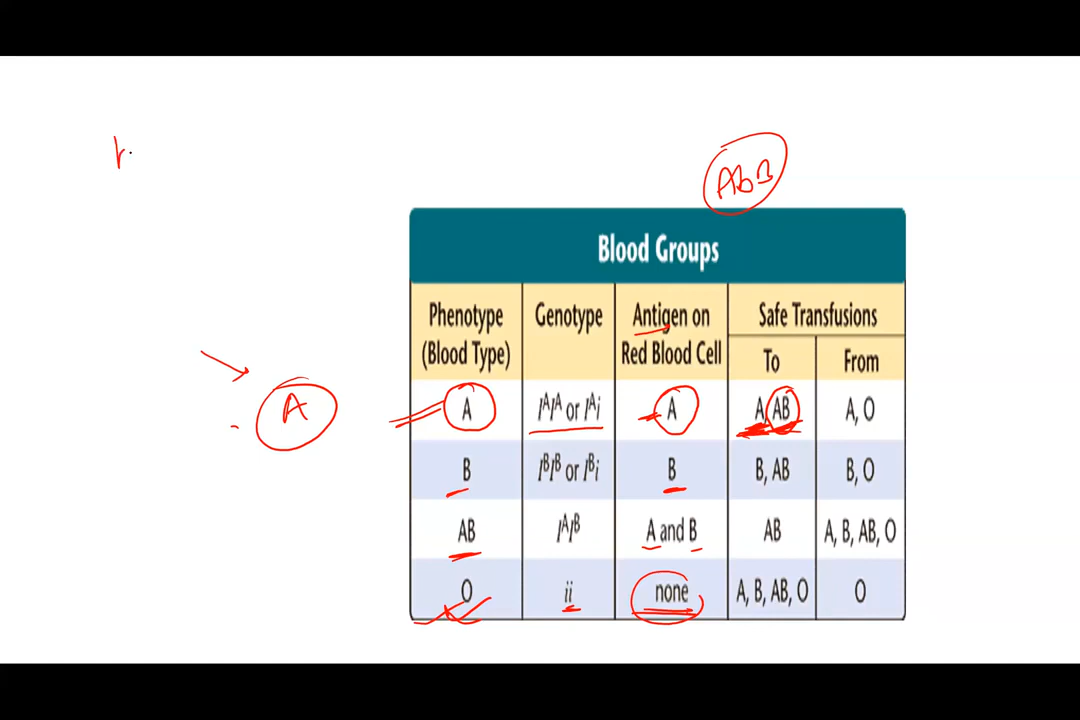 AbB
Blood Groups
Phenotype (Blood Type) Genotype Antigen on Red Blood Cell Safe Transfusions
To From
A IᴬIᴬ or Iᴬi A A, AB A, O
B IᴮIᴮ or Iᴮi B B, AB B, O
AB IᴬIᴮ A and B AB A, B, AB, O
O ii none A, B, AB, O O
A